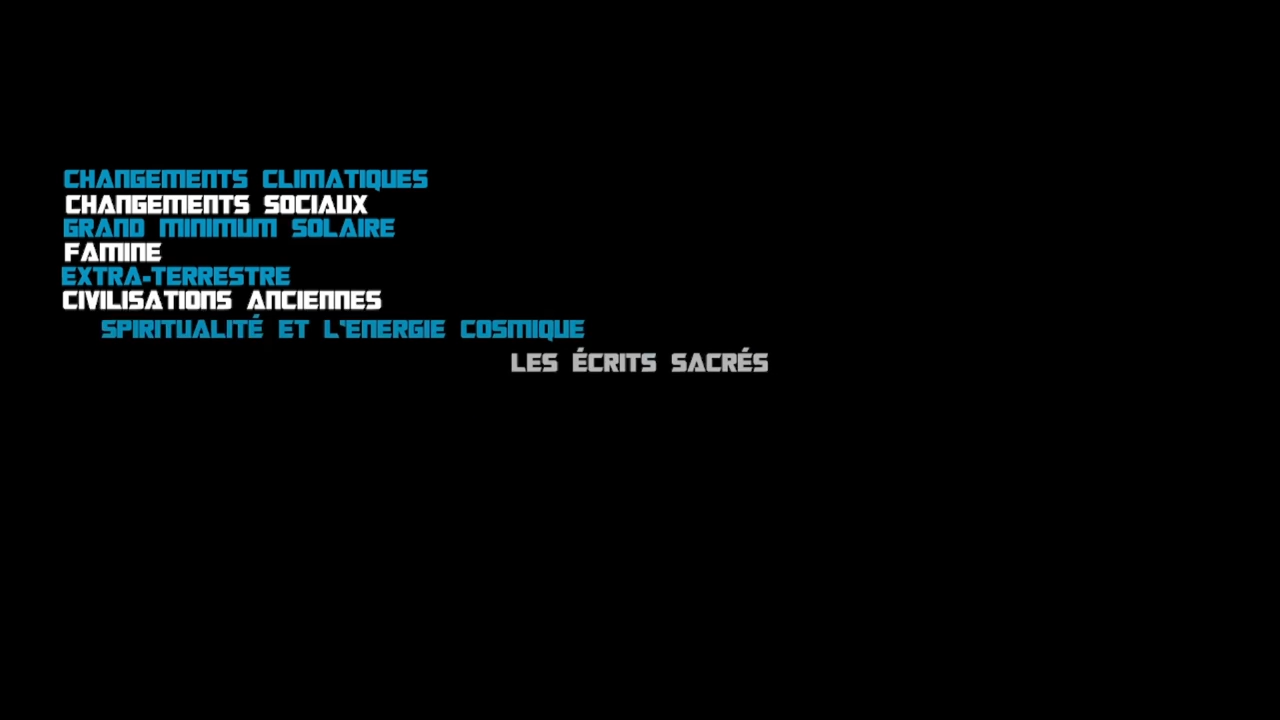 CHANGEMENTS CLIMATIQUES
CHANGEMENTS SOCIAUX
GRAND MINIMUM SOLAIRE
FAMINE
EXTRA-TERRESTRE
CIVILISATIONS ANCIENNES
SPIRITUALITÉ ET L'ENERGIE COSMIQUE
LES ÉCRITS SACRÉS